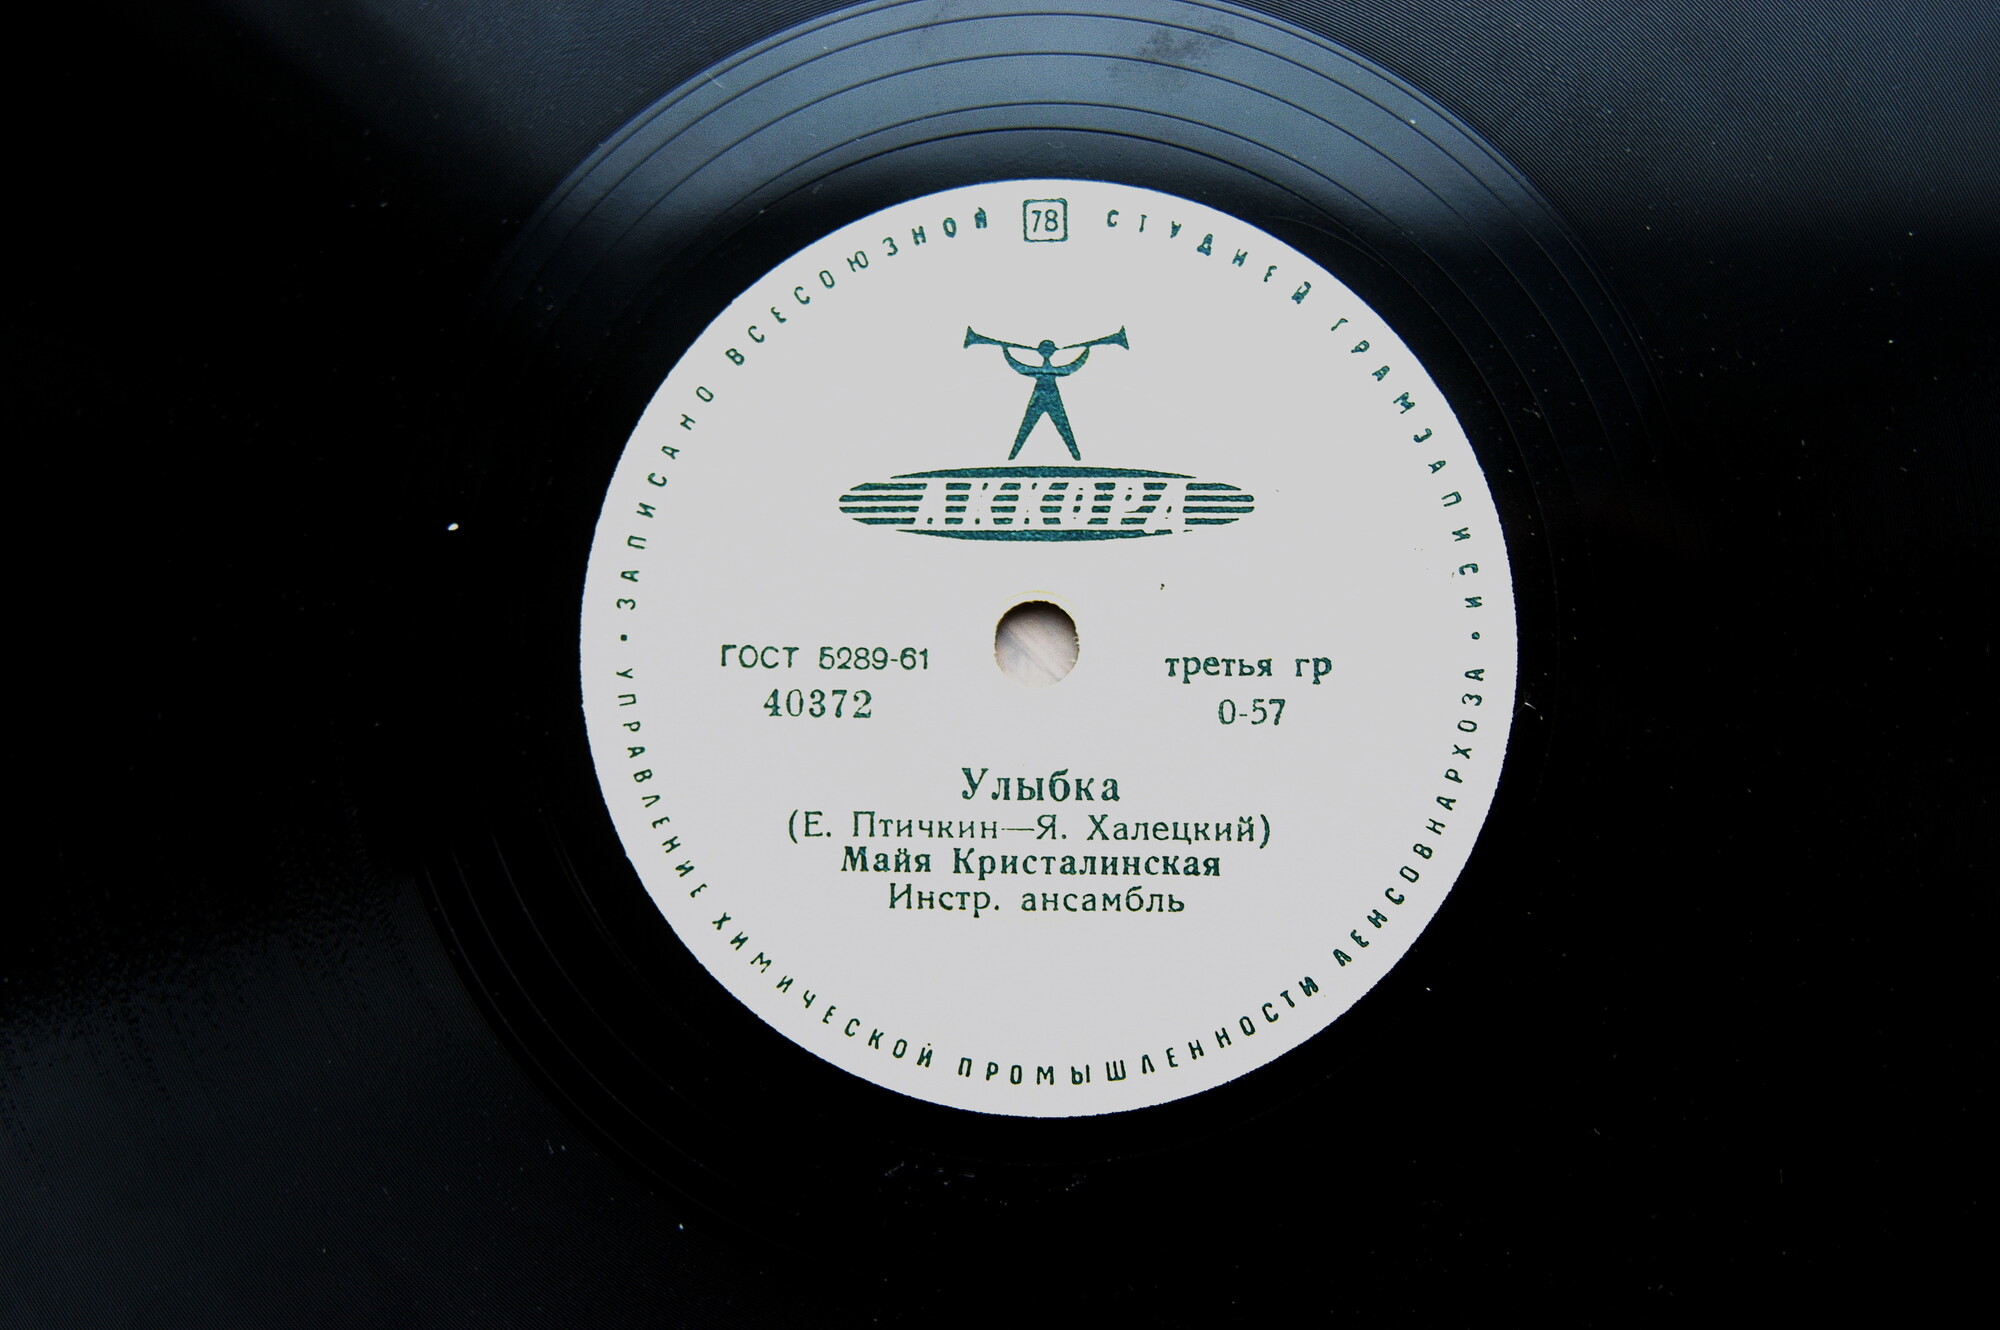 ЗАПИСАНО ВСЕСОЮЗНОЙ 78 СТУДИЕЙ ГРАМЗАПИСИ
АККОРД
ГОСТ 5289-61 третья гр
40372 0-57
Улыбка
(Е. Птичкин—Я. Халецкий)
Майя Кристалинская
Инстр. ансамбль
УПРАВЛЕНИЕ ХИМИЧЕСКОЙ ПРОМЫШЛЕННОСТИ ЛЕНСОВНАРХОЗА